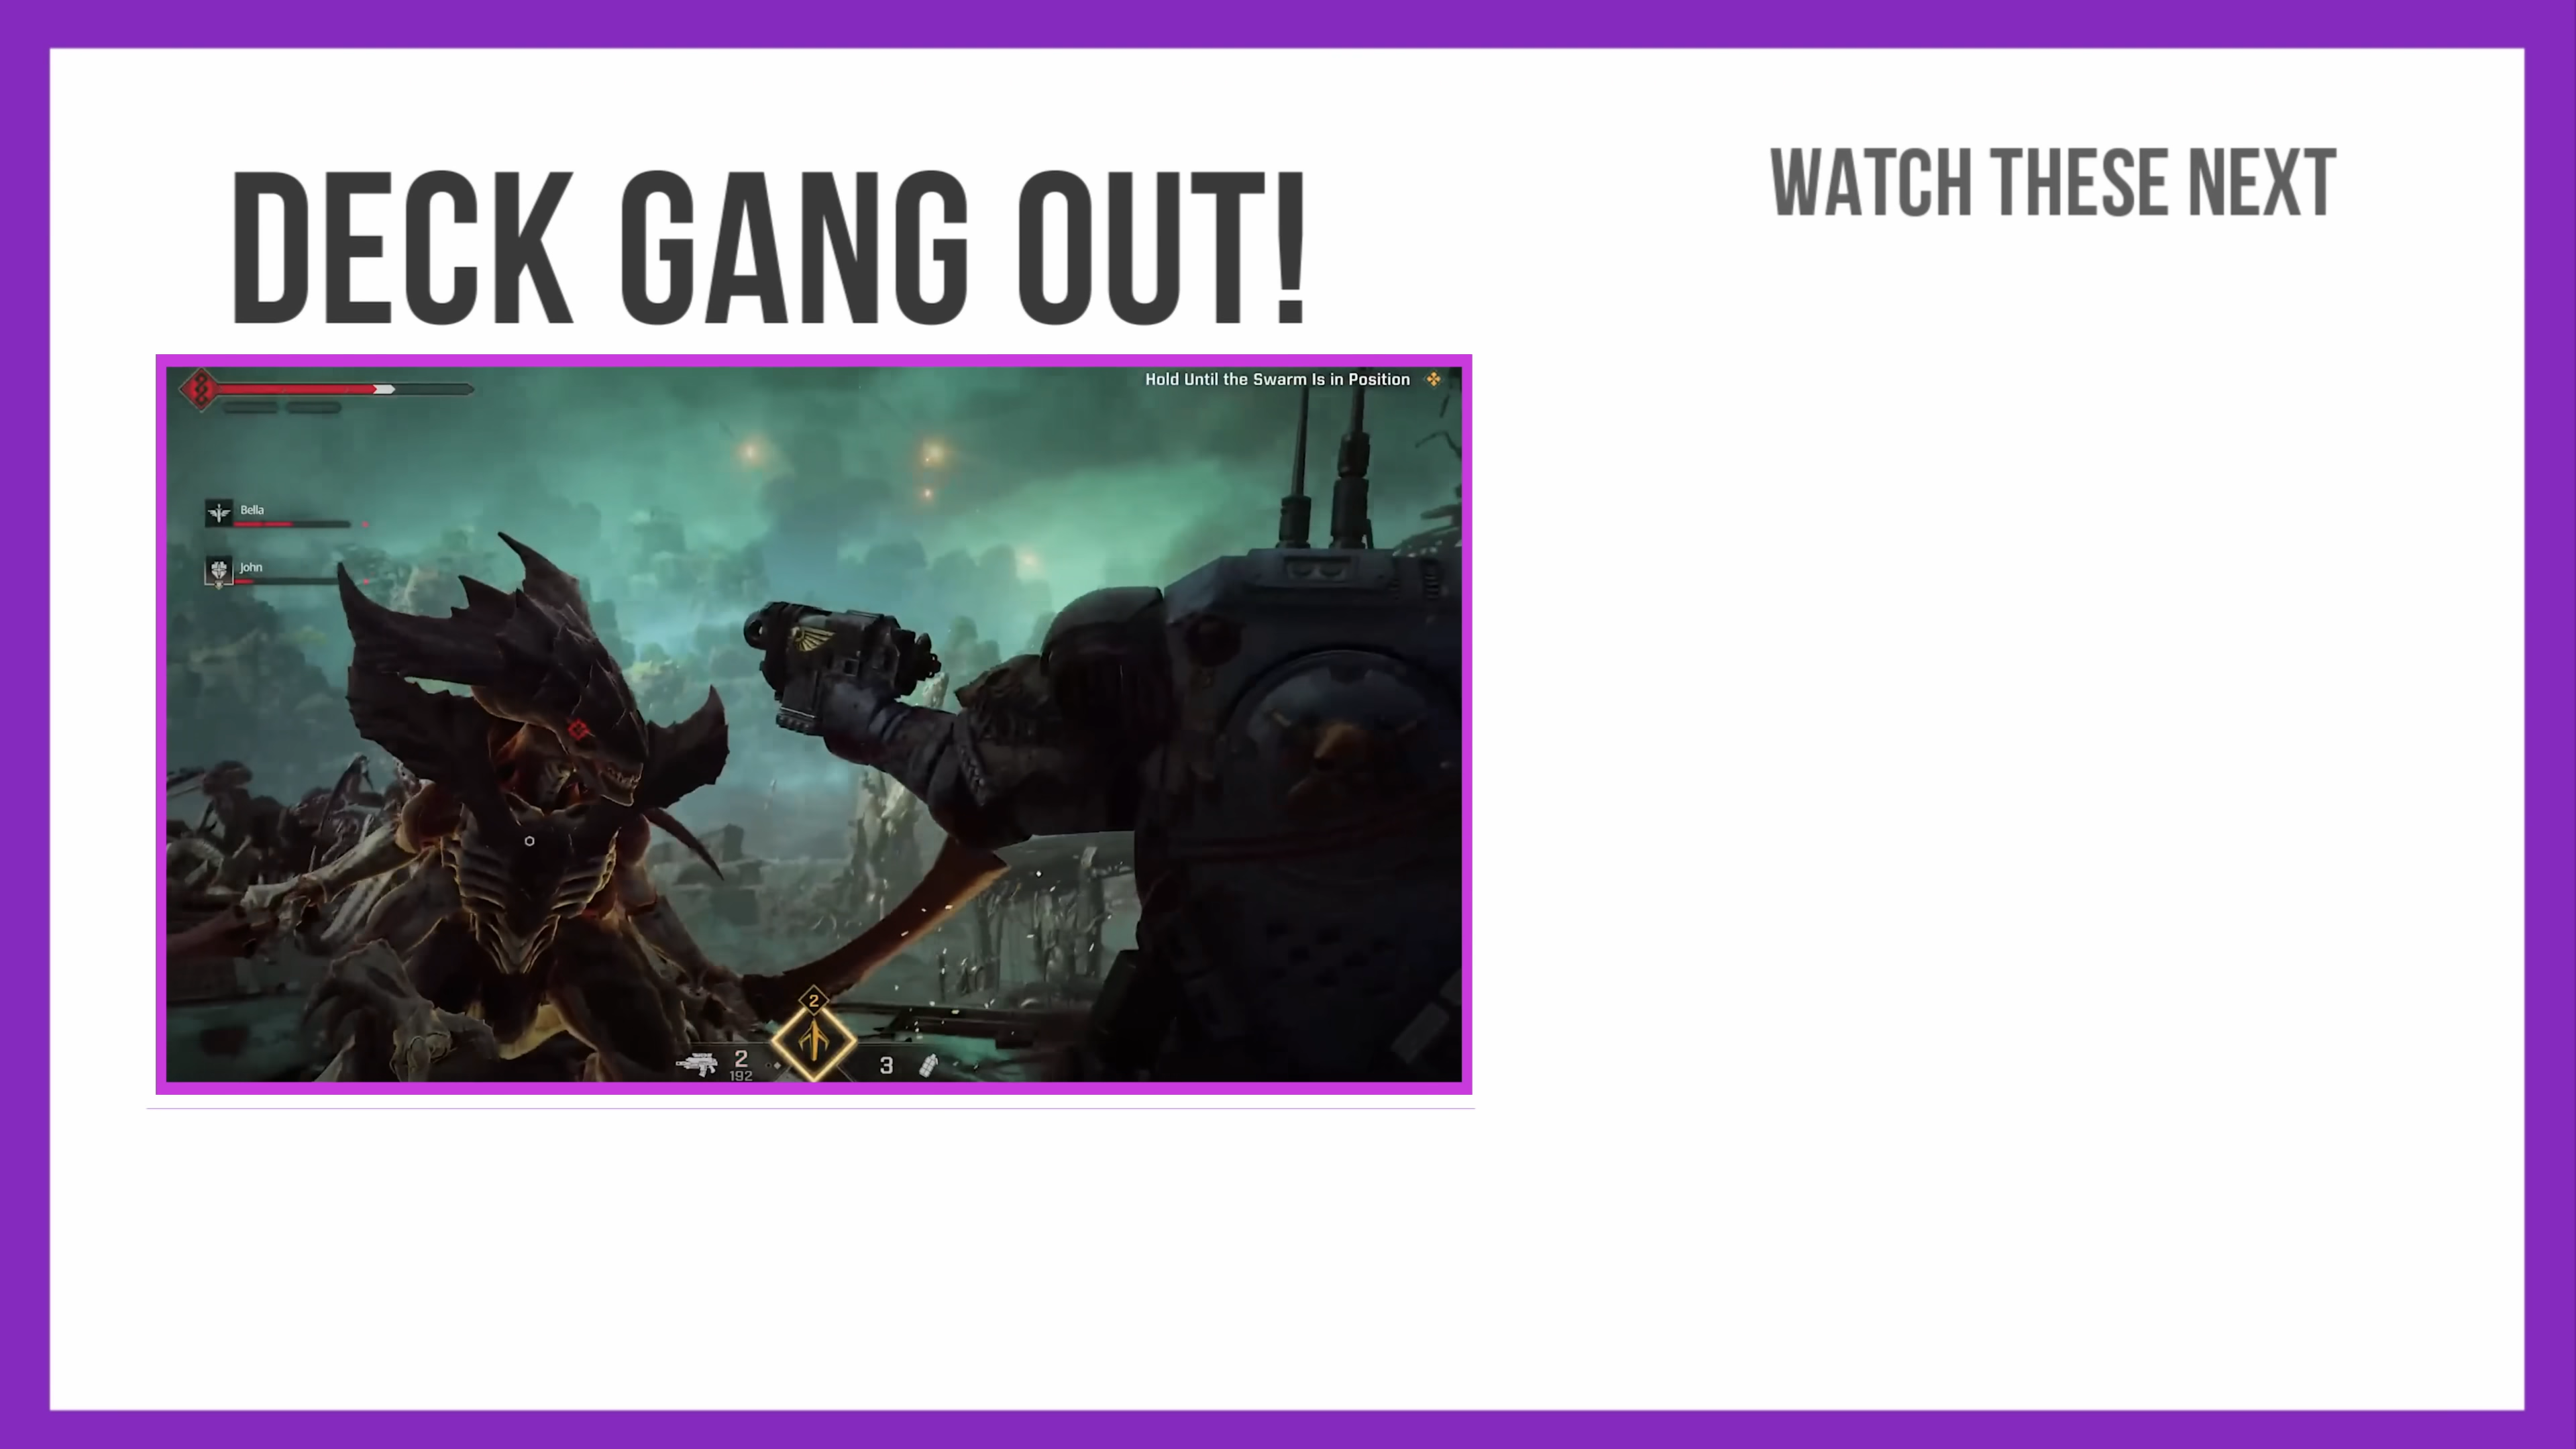 DECK GANG OUT!
WATCH THESE NEXT
Hold Until the Swarm Is in Position
Bella
John
2
2
192
3